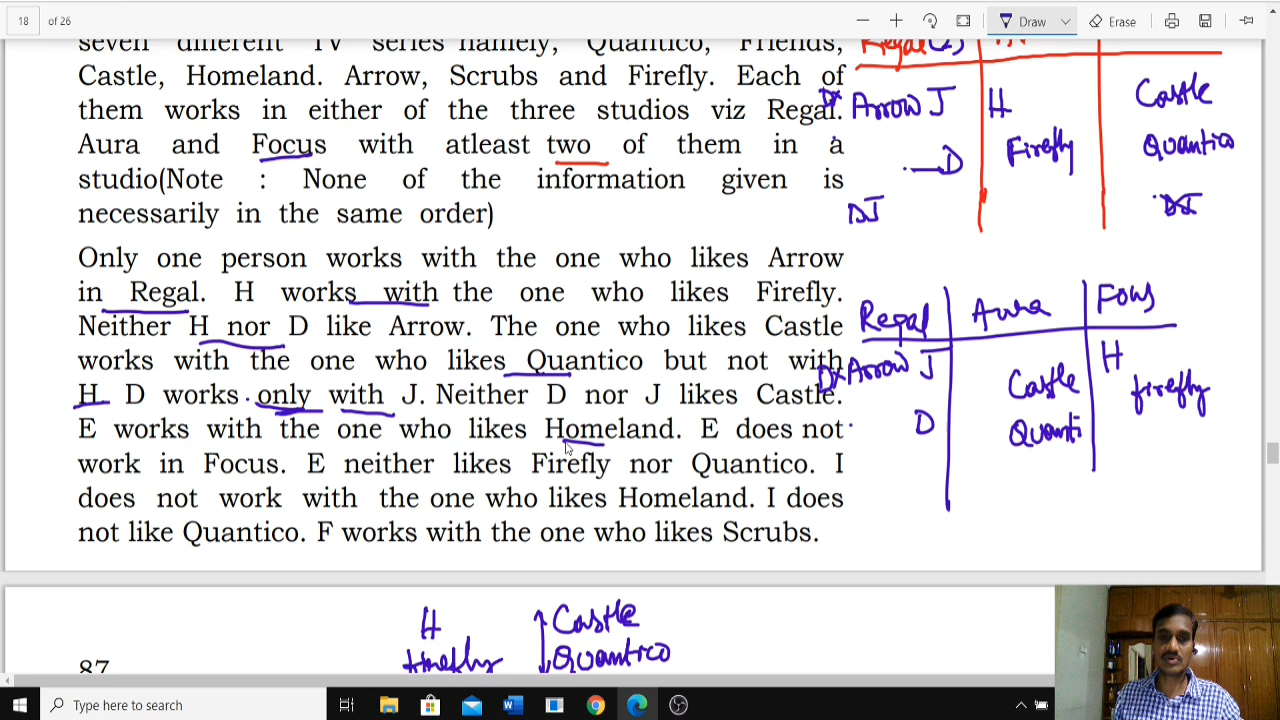 18 of 26
Draw
Erase
seven different TV series namely, Quantico, Friends,
Castle, Homeland. Arrow, Scrubs and Firefly. Each of
them works in either of the three studios viz Regal.
Aura and Focus with atleast two of them in a
studio(Note : None of the information given is
necessarily in the same order)
Only one person works with the one who likes Arrow
in Regal. H works with the one who likes Firefly.
Neither H nor D like Arrow. The one who likes Castle
works with the one who likes Quantico but not with
H. D works only with J. Neither D nor J likes Castle.
E works with the one who likes Homeland. E does not
work in Focus. E neither likes Firefly nor Quantico. I
does not work with the one who likes Homeland. I does
not like Quantico. F works with the one who likes Scrubs.
Regal(2)
D× Arrow J H Castle
Firefly Quantico
D
DJ
Regal Aura
D× Arrow J H
Castle firefly
D Quanti
H Castle
Quantico
87
Type here to search